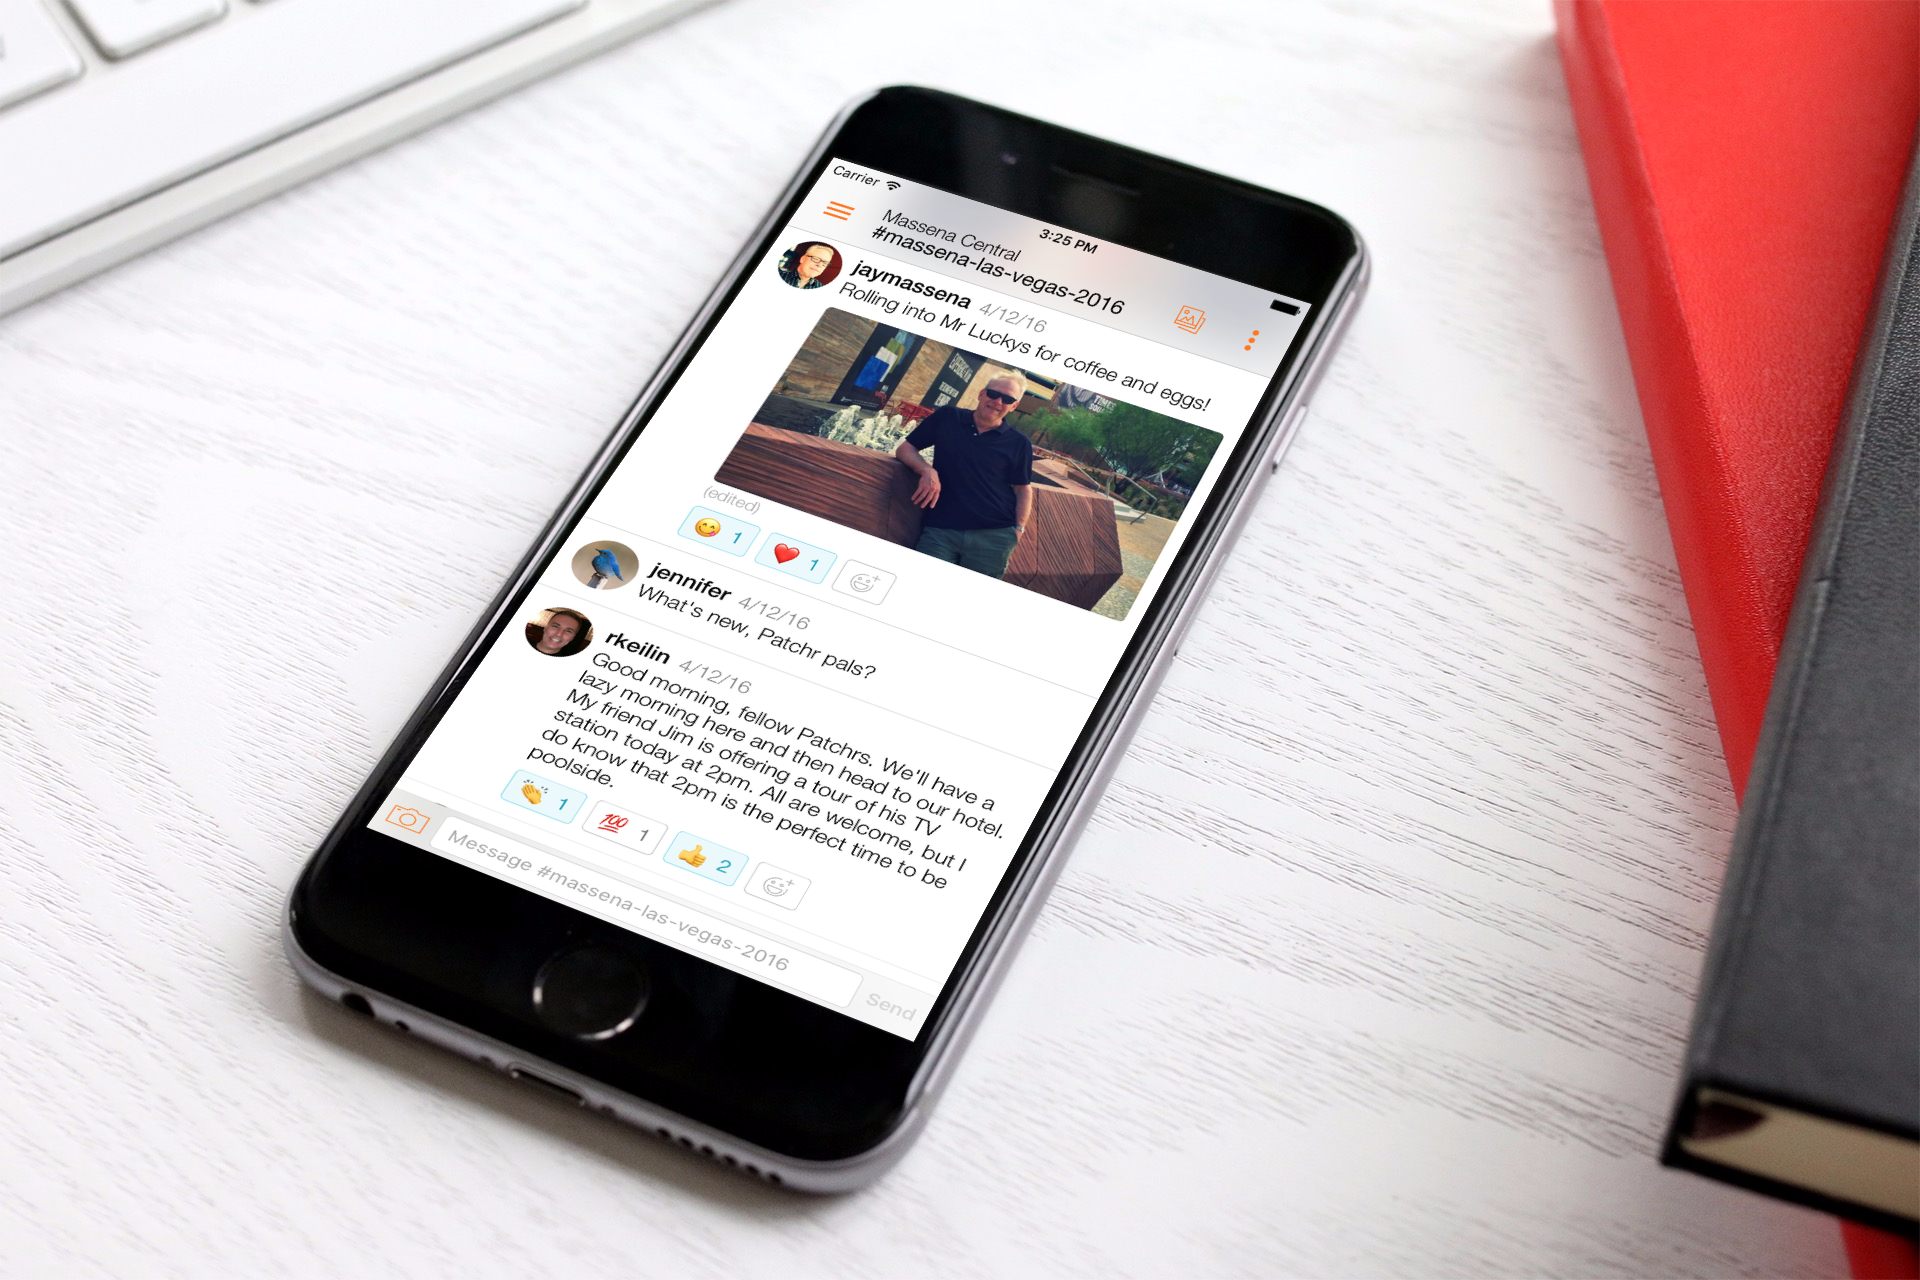 Carrier
3:25 PM
Massena Central
#massena-las-vegas-2016
jaymassena 4/12/16
Rolling into Mr Luckys for coffee and eggs!
TIMES
(edited)
1
1
jennifer 4/12/16
What's new, Patchr pals?
rkeilin 4/12/16
Good morning, fellow Patchrs. We'll have a
lazy morning here and then head to our hotel.
My friend Jim is offering a tour of his TV
station today at 2pm. All are welcome, but I
do know that 2pm is the perfect time to be
poolside.
1
100 1
2
Message #massena-las-vegas-2016
Send